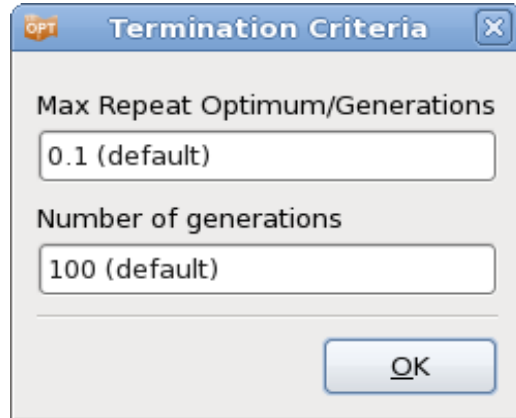 OPT
Termination Criteria
Max Repeat Optimum/Generations
0.1 (default)
Number of generations
100 (default)
OK